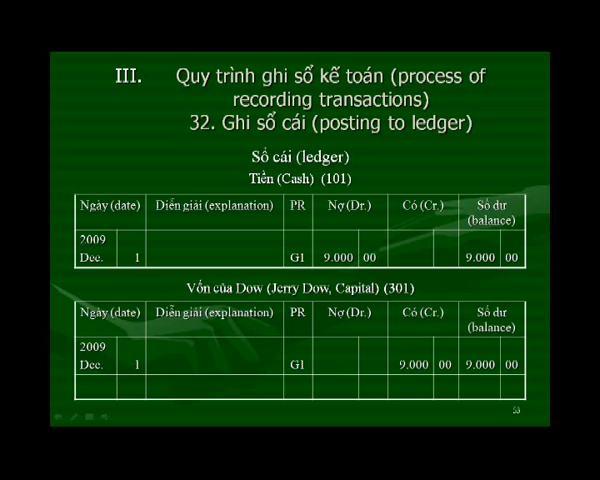 III. Quy trình ghi sổ kế toán (process of
recording transactions)
32. Ghi sổ cái (posting to ledger)
Sổ cái (ledger)
Tiền (Cash) (101)
Ngày (date) Diễn giải (explanation) PR Nợ (Dr.) Có (Cr.) Số dư
(balance)
2009
Dec. 1 G1 9.000 00 9.000 00
Vốn của Dow (Jerry Dow, Capital) (301)
Ngày (date) Diễn giải (explanation) PR Nợ (Dr.) Có (Cr.) Số dư
(balance)
2009
Dec. 1 G1 9.000 00 9.000 00